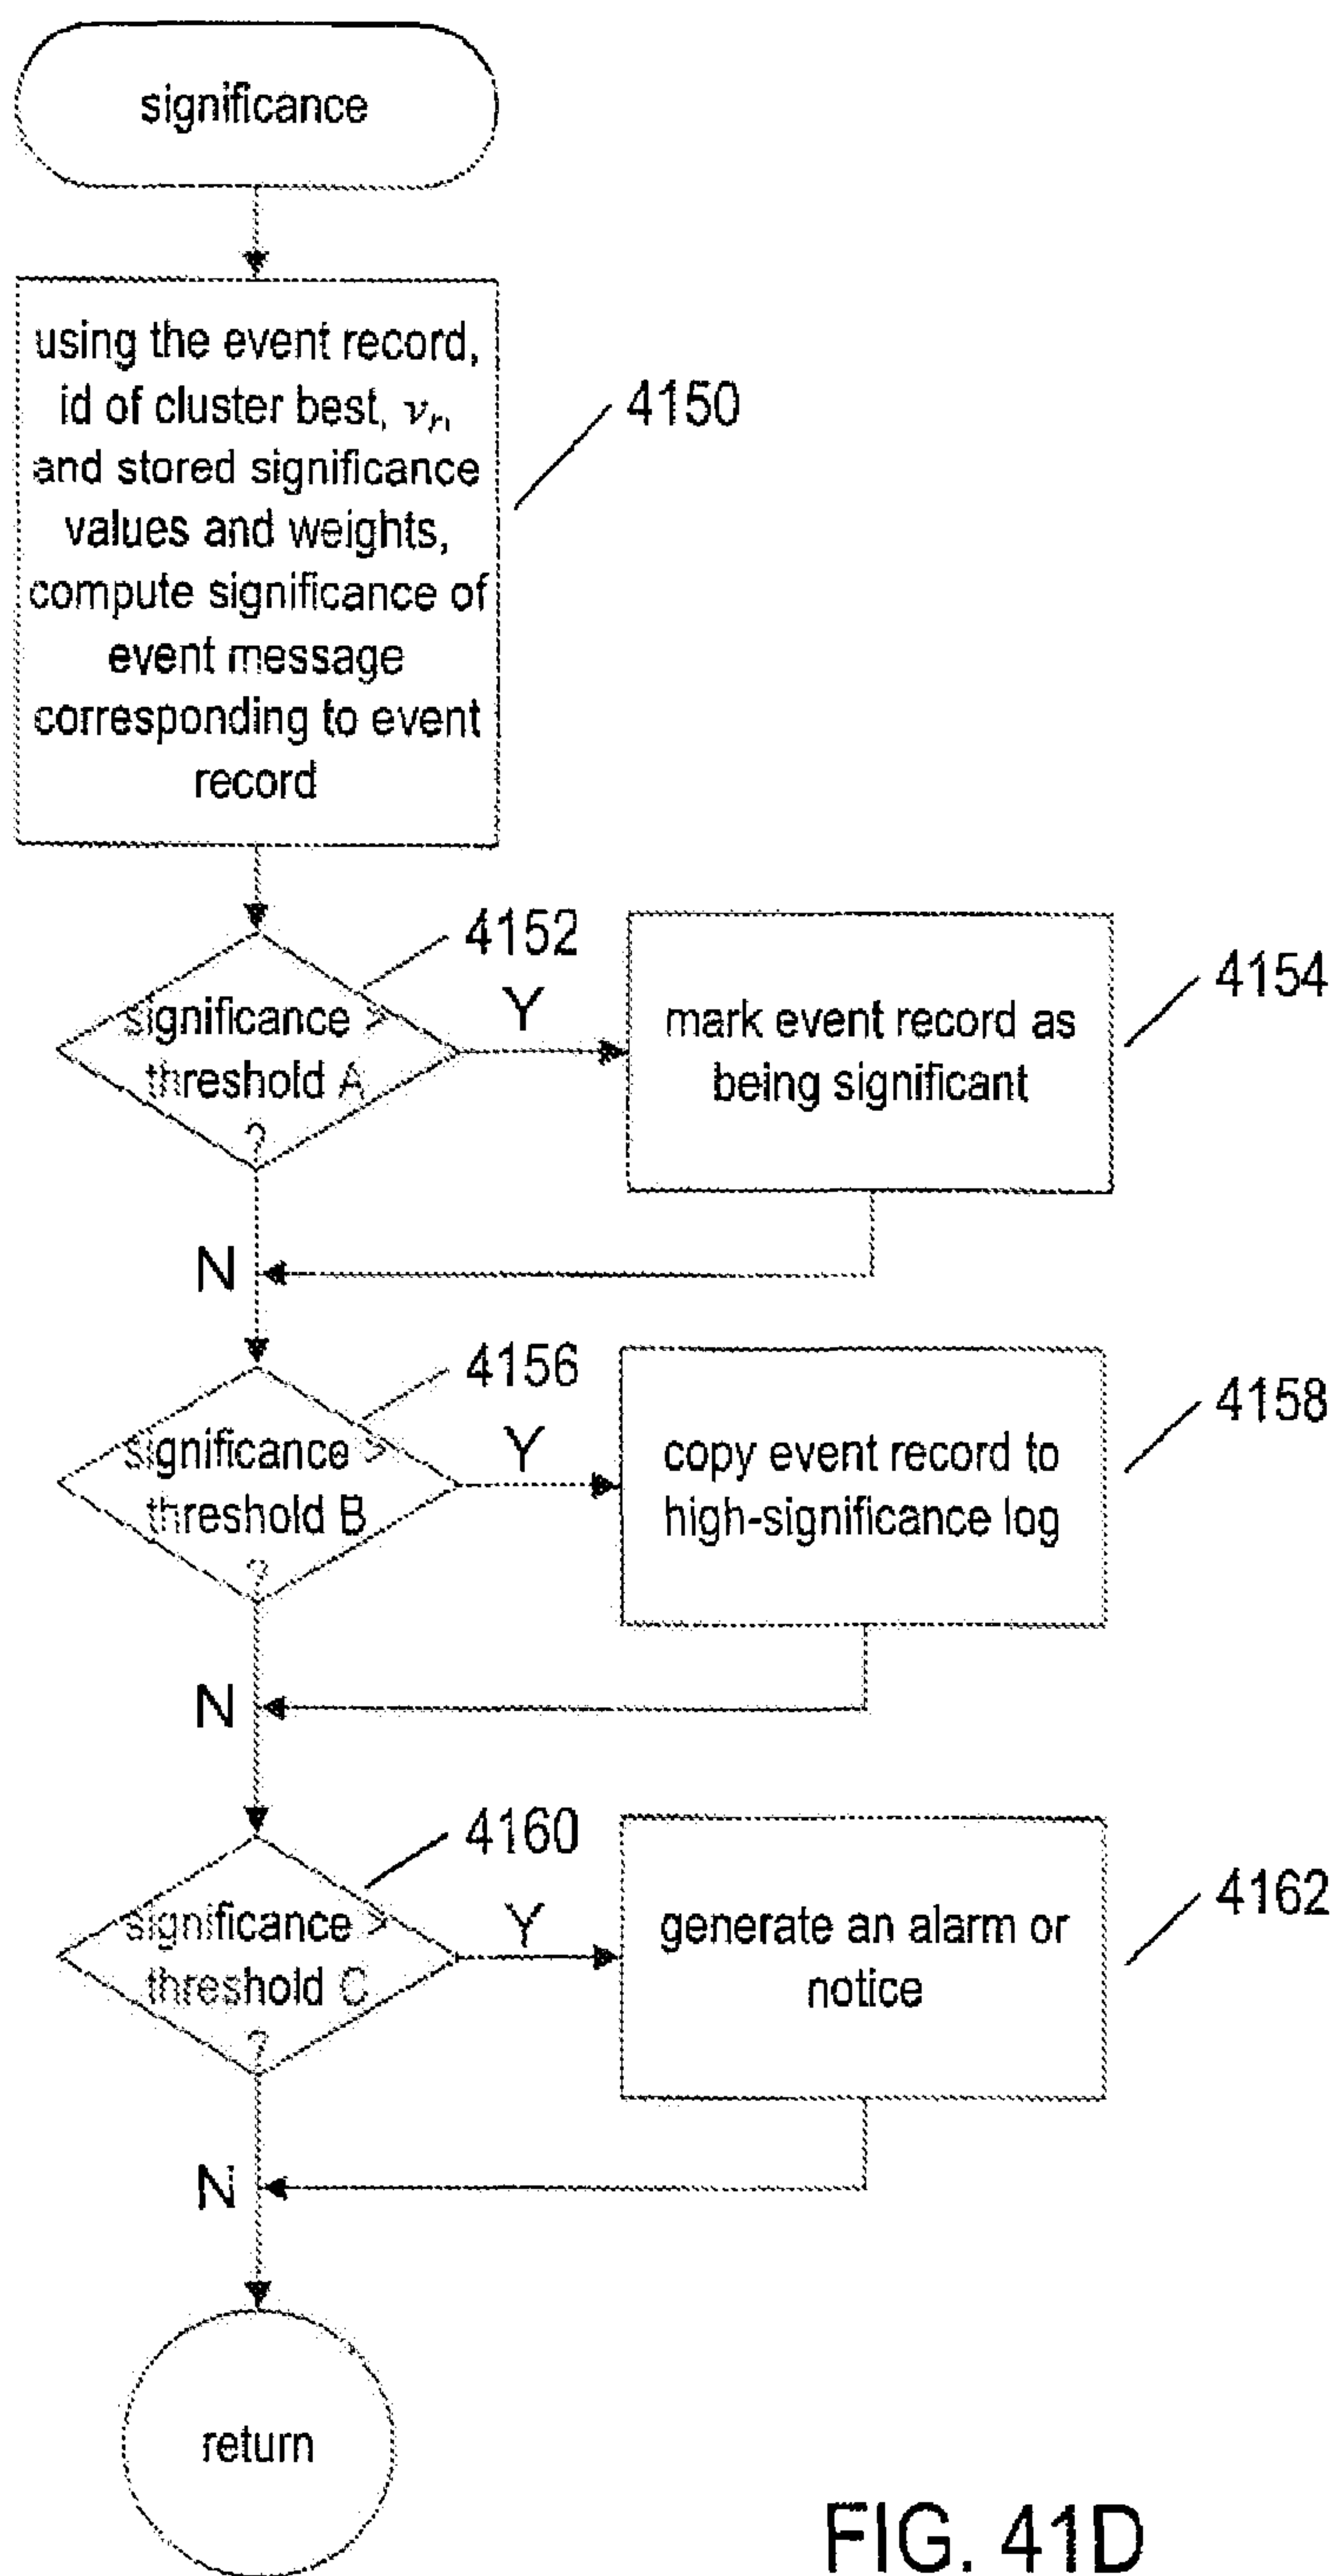 significance
using the event record,
id of cluster best, νᵣ,
and stored significance
values and weights,
compute significance of
event message
corresponding to event
record
4150
4152
significance >
threshold A
?
Y
mark event record as
being significant
4154
N
4156
significance >
threshold B
?
Y
copy event record to
high-significance log
4158
N
4160
significance >
threshold C
?
Y
generate an alarm or
notice
4162
N
return
FIG. 41D